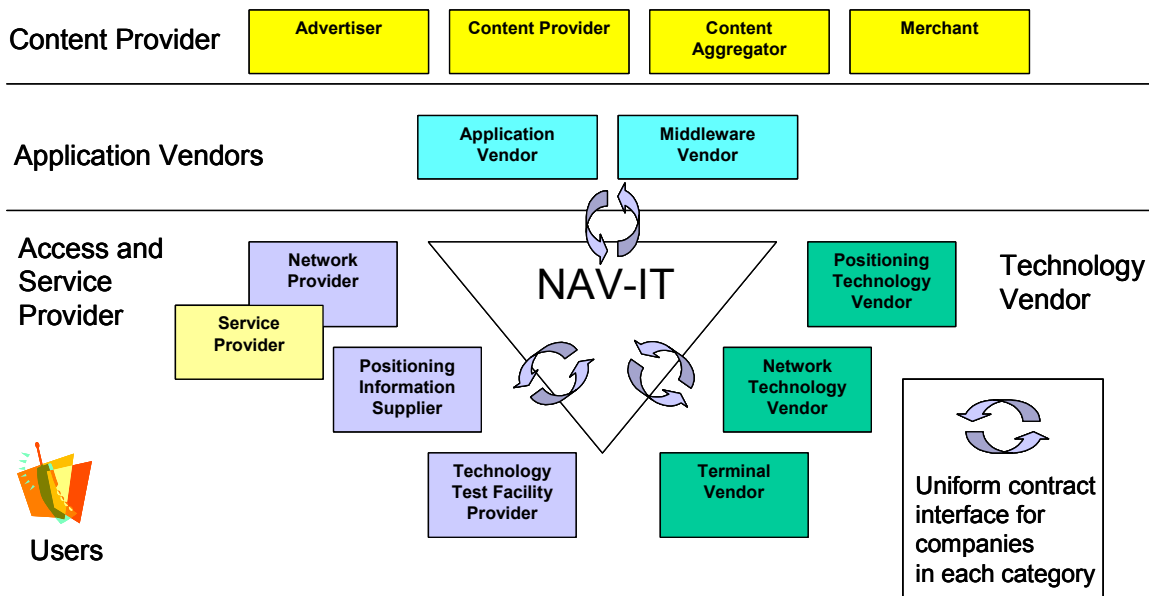 Content Provider
Advertiser
Content Provider
Content
Aggregator
Merchant
Application Vendors
Application
Vendor
Middleware
Vendor
Access and
Service
Provider
Network
Provider
Service
Provider
Positioning
Information
Supplier
Technology
Test Facility
Provider
NAV-IT
Positioning
Technology
Vendor
Network
Technology
Vendor
Terminal
Vendor
Technology
Vendor
Users
Uniform contract
interface for
companies
in each category